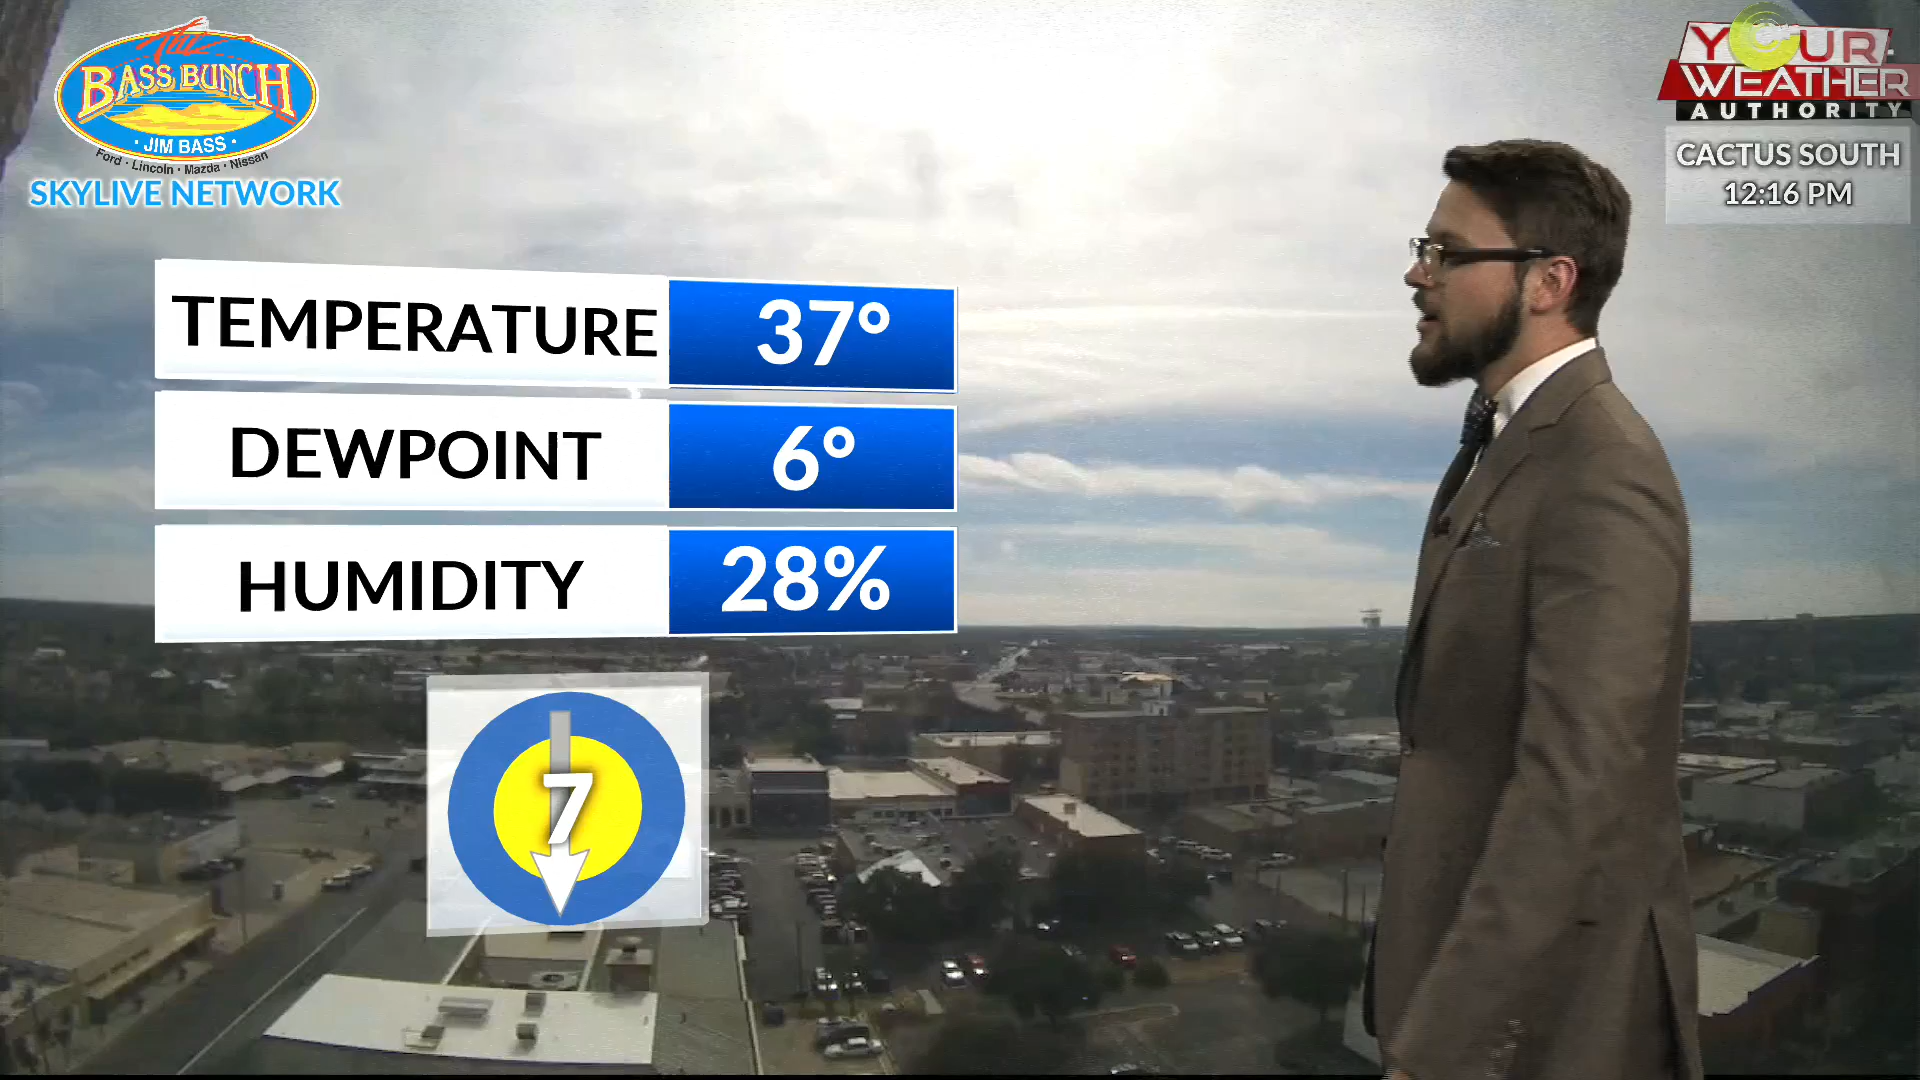 The
BASS BUNCH
· JIM BASS ·
Ford · Lincoln · Mazda · Nissan
SKYLIVE NETWORK
YOUR
WEATHER
AUTHORITY
CACTUS SOUTH
12:16 PM
TEMPERATURE 37°
DEWPOINT 6°
HUMIDITY 28%
7